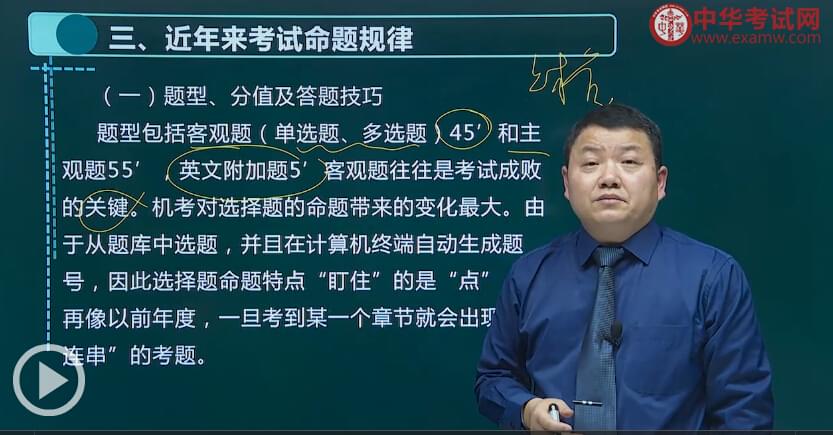 三、近年来考试命题规律
中华考试网
www.examw.com
（一）题型、分值及答题技巧
题型包括客观题（单选题、多选题）45′和主
观题55′，英文附加题5′客观题往往是考试成败
的关键。机考对选择题的命题带来的变化最大。由
于从题库中选题，并且在计算机终端自动生成题
号，因此选择题命题特点“盯住”的是“点”
再像以前年度，一旦考到某一个章节就会出现
连串”的考题。